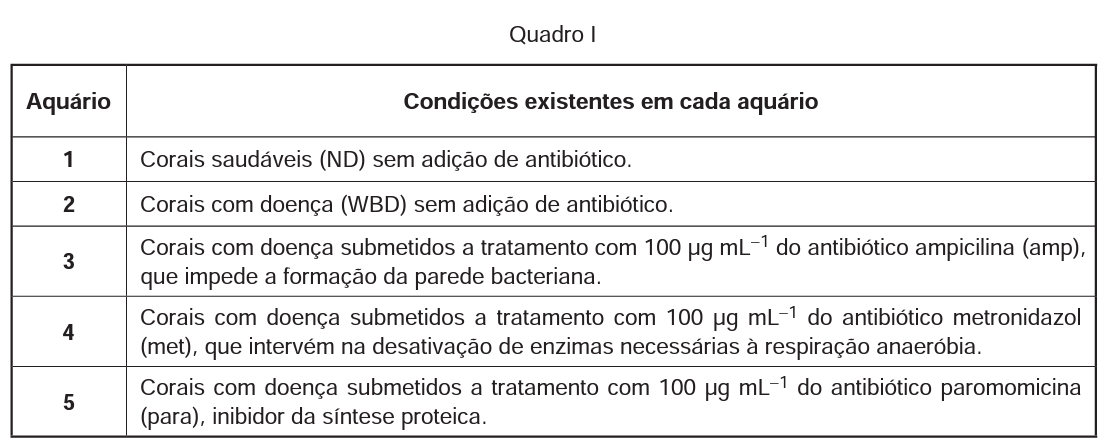 Quadro I
Aquário Condições existentes em cada aquário
1 Corais saudáveis (ND) sem adição de antibiótico.
2 Corais com doença (WBD) sem adição de antibiótico.
3 Corais com doença submetidos a tratamento com 100 µg mL⁻¹ do antibiótico ampicilina (amp),
que impede a formação da parede bacteriana.
4 Corais com doença submetidos a tratamento com 100 µg mL⁻¹ do antibiótico metronidazol
(met), que intervém na desativação de enzimas necessárias à respiração anaeróbia.
5 Corais com doença submetidos a tratamento com 100 µg mL⁻¹ do antibiótico paromomicina
(para), inibidor da síntese proteica.